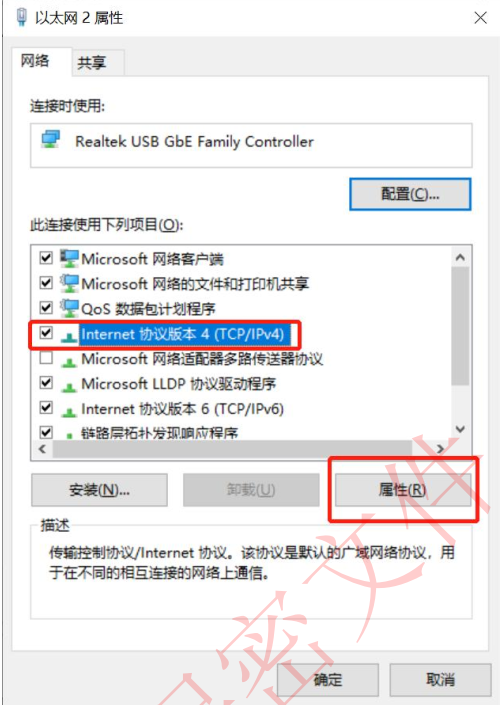 以太网 2 属性
网络
共享
连接时使用:
Realtek USB GbE Family Controller
配置(C)...
此连接使用下列项目(O):
Microsoft 网络客户端
Microsoft 网络的文件和打印机共享
QoS 数据包计划程序
Internet 协议版本 4 (TCP/IPv4)
Microsoft 网络适配器多路传送器协议
Microsoft LLDP 协议驱动程序
Internet 协议版本 6 (TCP/IPv6)
链路层拓扑发现响应程序
安装(N)...
卸载(U)
属性(R)
描述
传输控制协议/Internet 协议。该协议是默认的广域网络协议，用
于在不同的相互连接的网络上通信。
确定
取消
保密文件